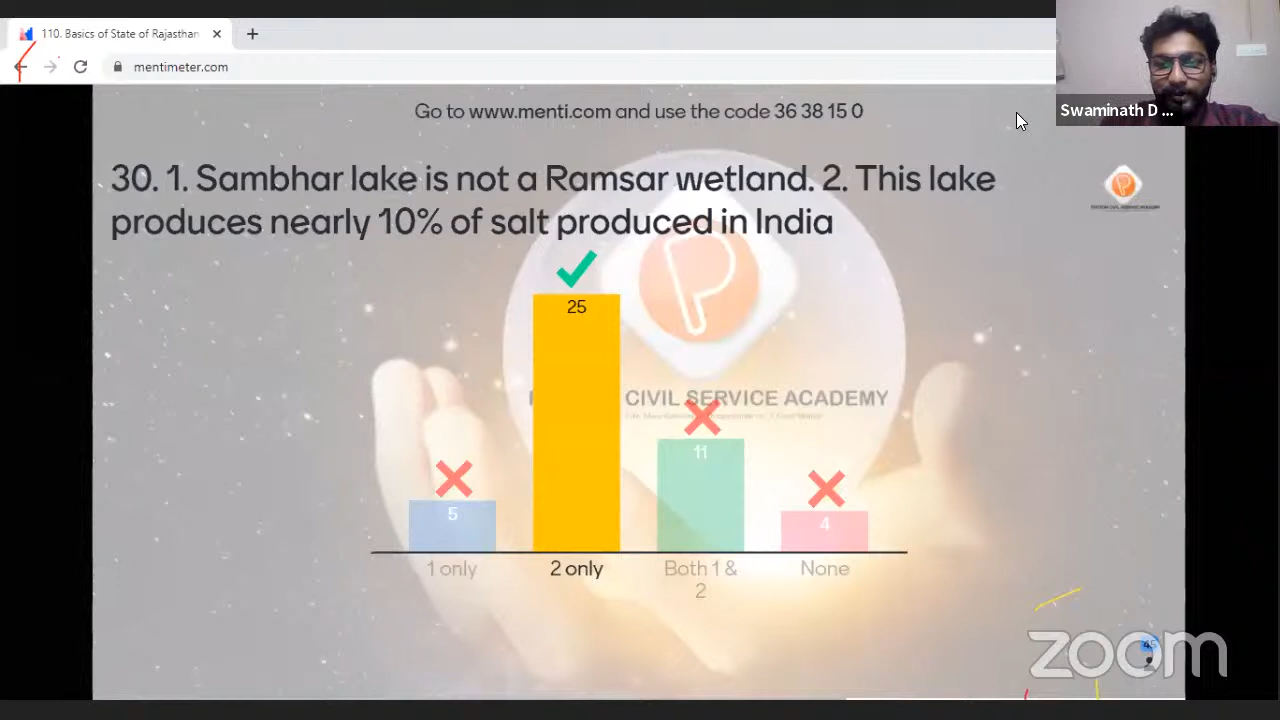 110. Basics of State of Rajasthan
mentimeter.com
Swaminath D ...
Go to www.menti.com and use the code 36 38 15 0
30. 1. Sambhar lake is not a Ramsar wetland. 2. This lake
produces nearly 10% of salt produced in India
25
CIVIL SERVICE ACADEMY
11
5
4
1 only
2 only
Both 1 &
2
None
45
zoom